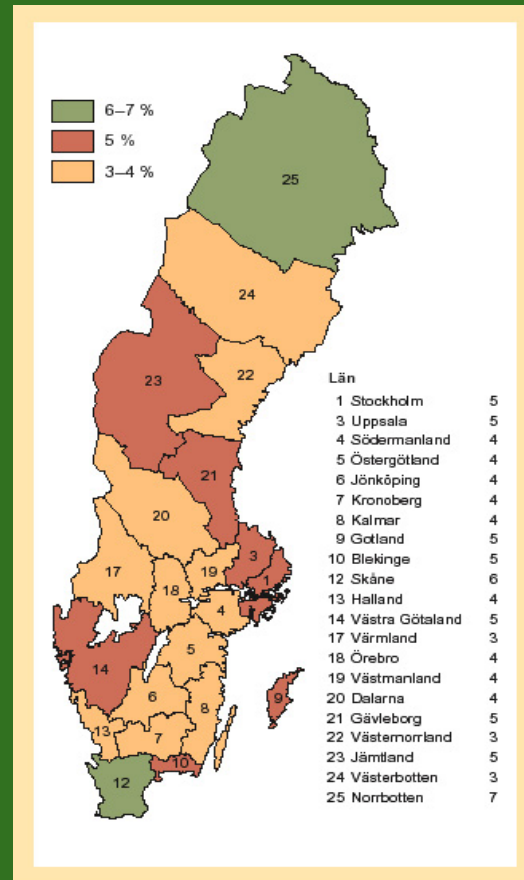 6–7 %
5 %
3–4 %
25
24
22
23
21
20
3
19
1
17
18
4
5
14
9
6
8
13
7
10
12
Län
1 Stockholm 5
3 Uppsala 5
4 Södermanland 4
5 Östergötland 4
6 Jönköping 4
7 Kronoberg 4
8 Kalmar 4
9 Gotland 5
10 Blekinge 5
12 Skåne 6
13 Halland 4
14 Västra Götaland 5
17 Värmland 3
18 Örebro 4
19 Västmanland 4
20 Dalarna 4
21 Gävleborg 5
22 Västernorrland 3
23 Jämtland 5
24 Västerbotten 3
25 Norrbotten 7